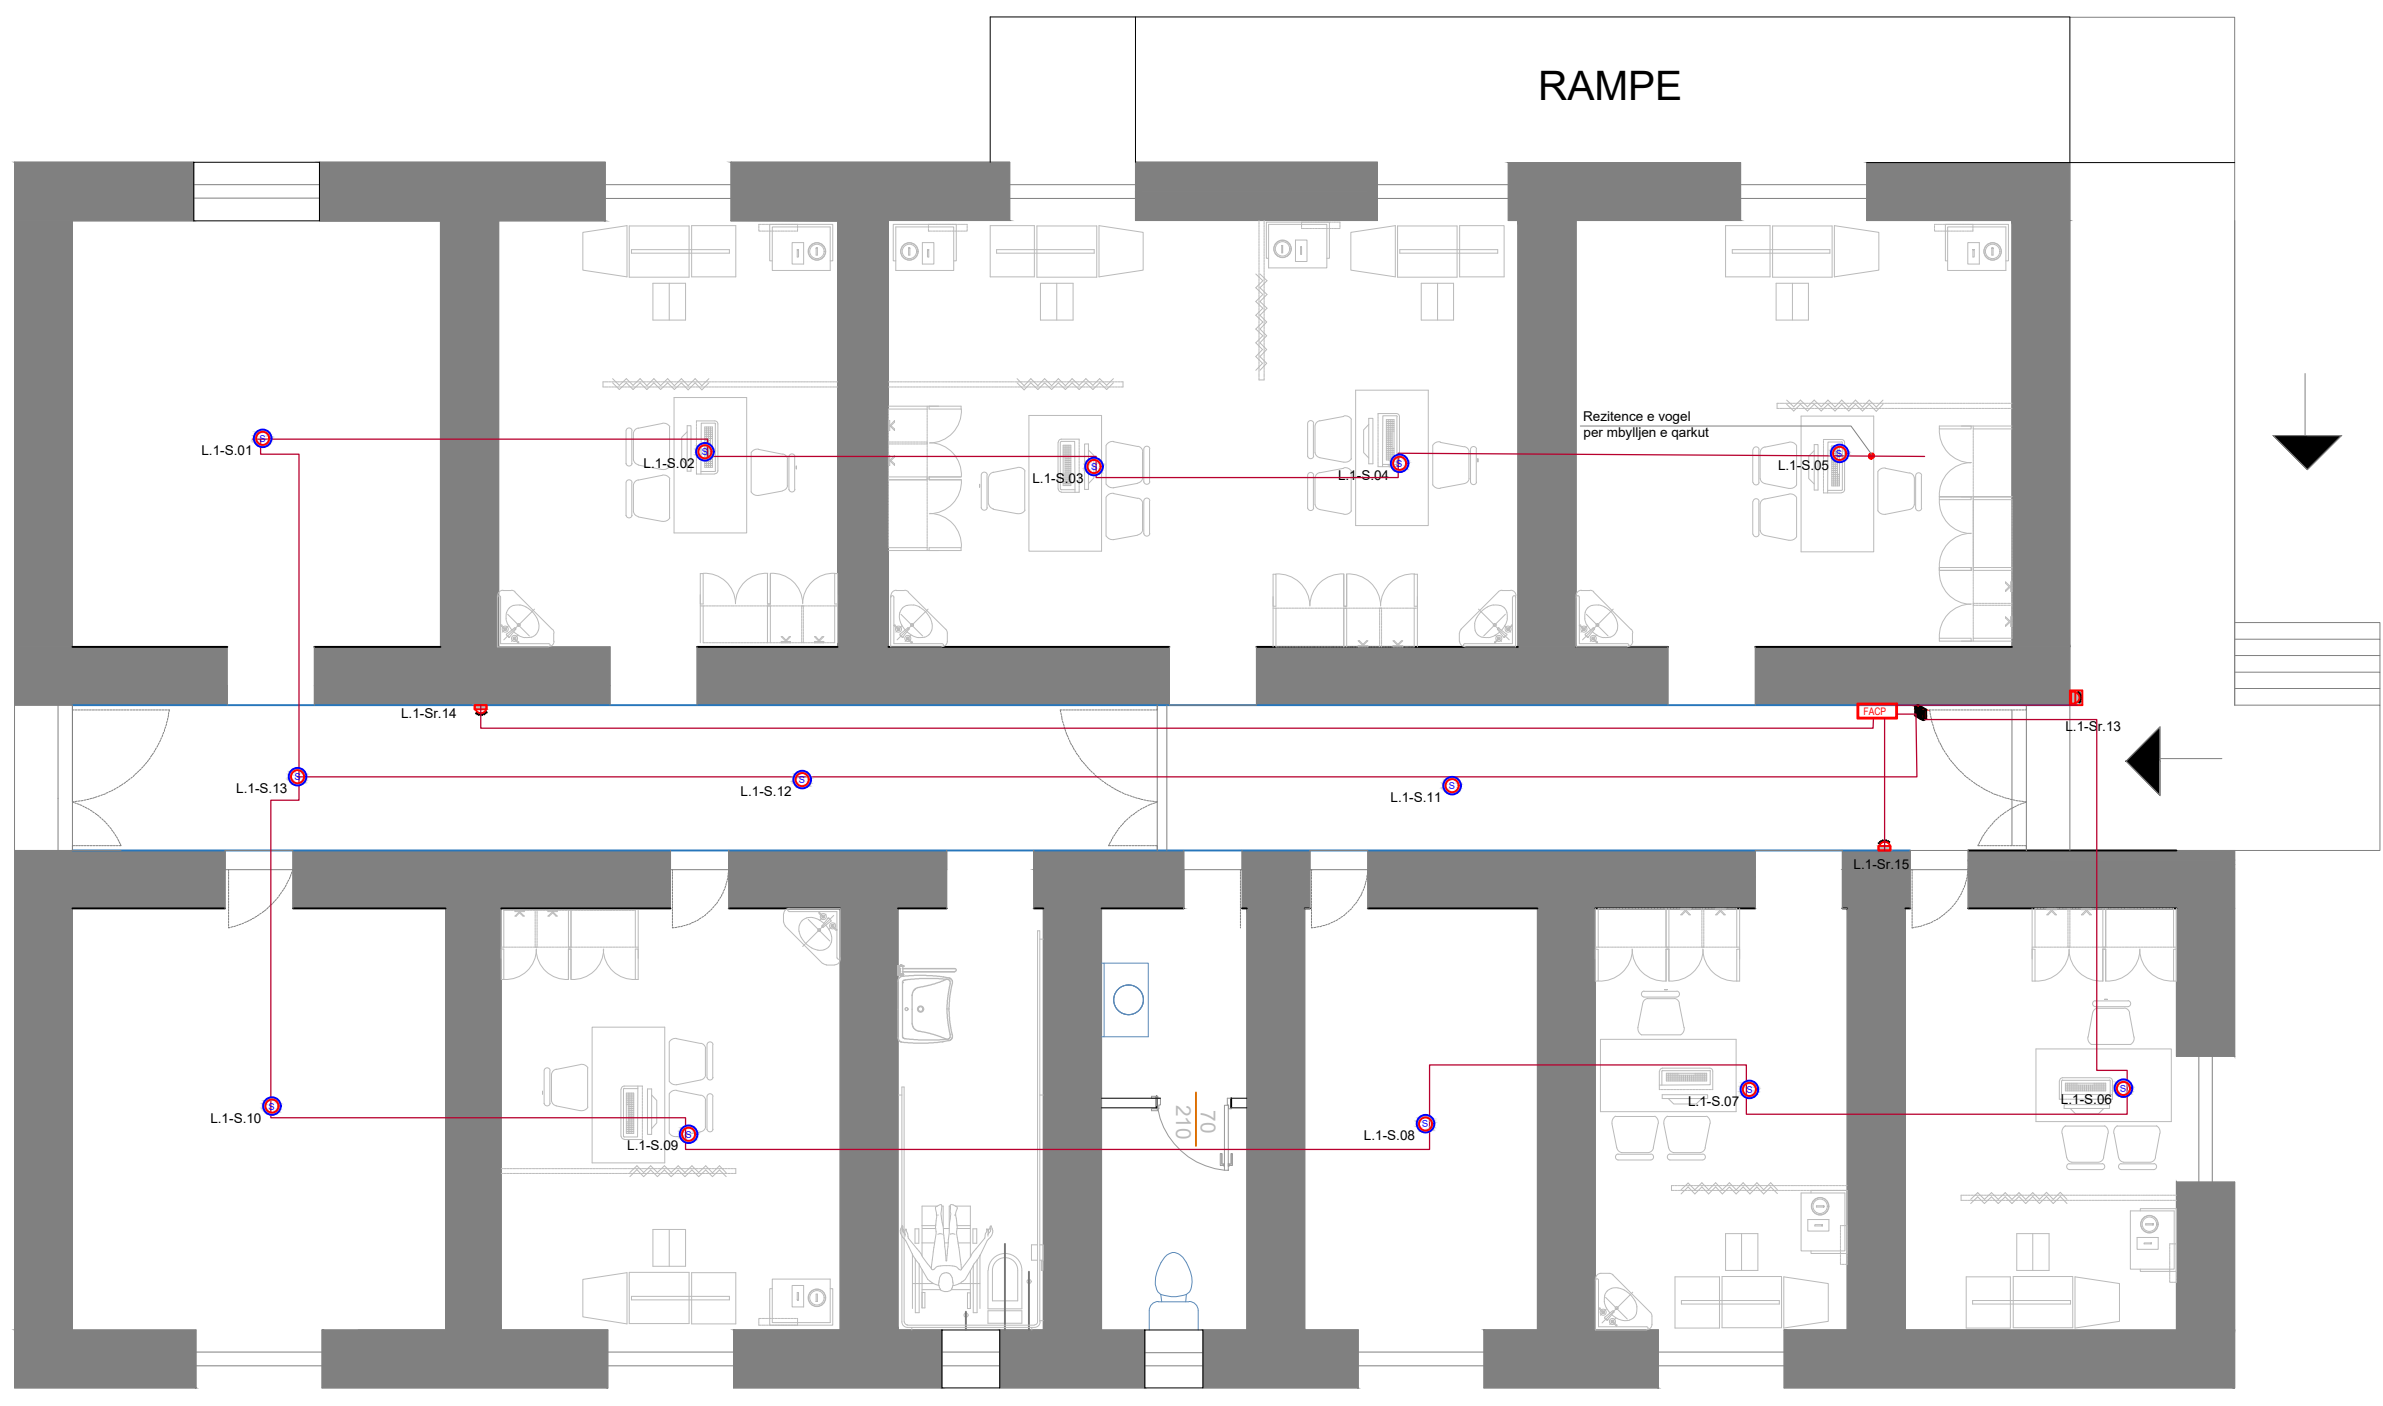 RAMPE
Rezitence e vogel
per mbylljen e qarkut
S
L.1-S.01
S
L.1-S.02
S
L.1-S.03
S
L.1-S.04
S
L.1-S.05
L.1-Sr.14
FACP
L.1-Sr.13
S
L.1-S.13
S
L.1-S.12
S
L.1-S.11
L.1-Sr.15
S
L.1-S.10
S
L.1-S.09
70
210
S
L.1-S.08
S
L.1-S.07
S
L.1-S.06